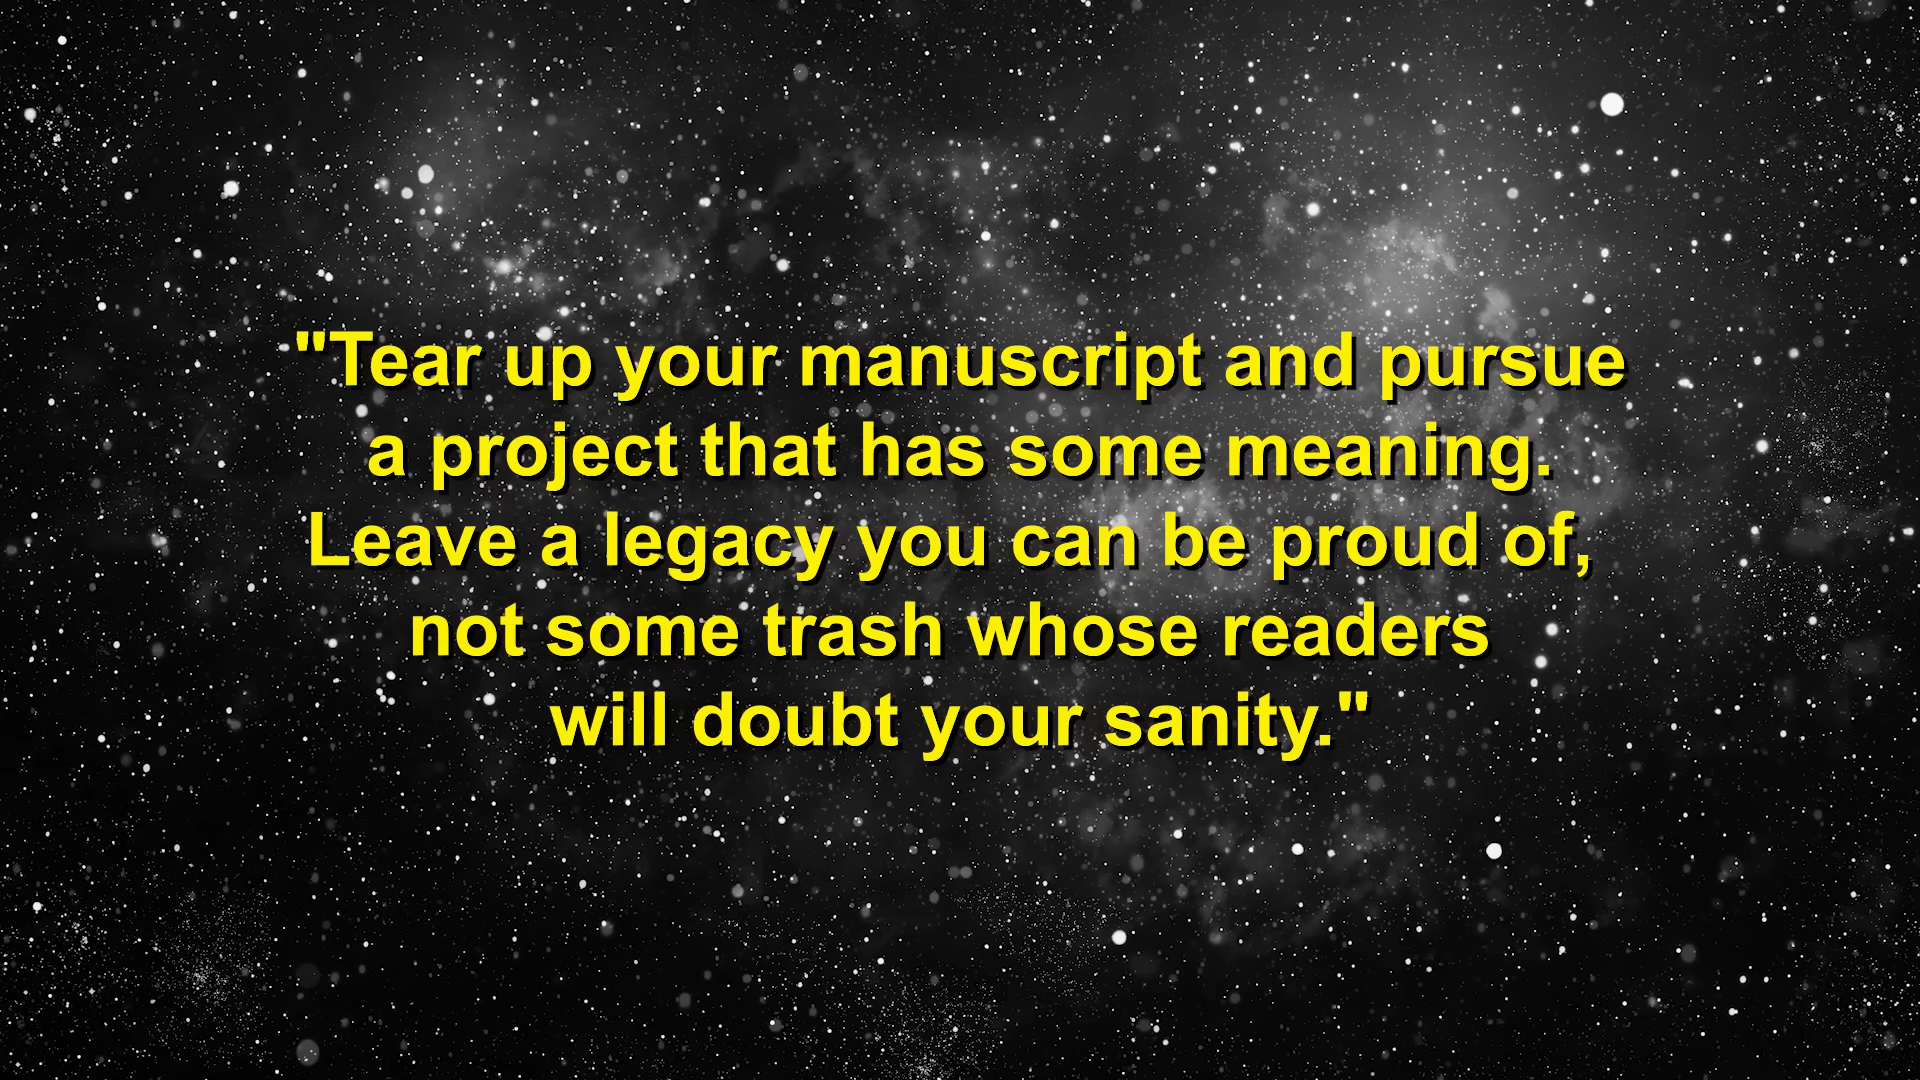 "Tear up your manuscript and pursue
a project that has some meaning.
Leave a legacy you can be proud of,
not some trash whose readers
will doubt your sanity."